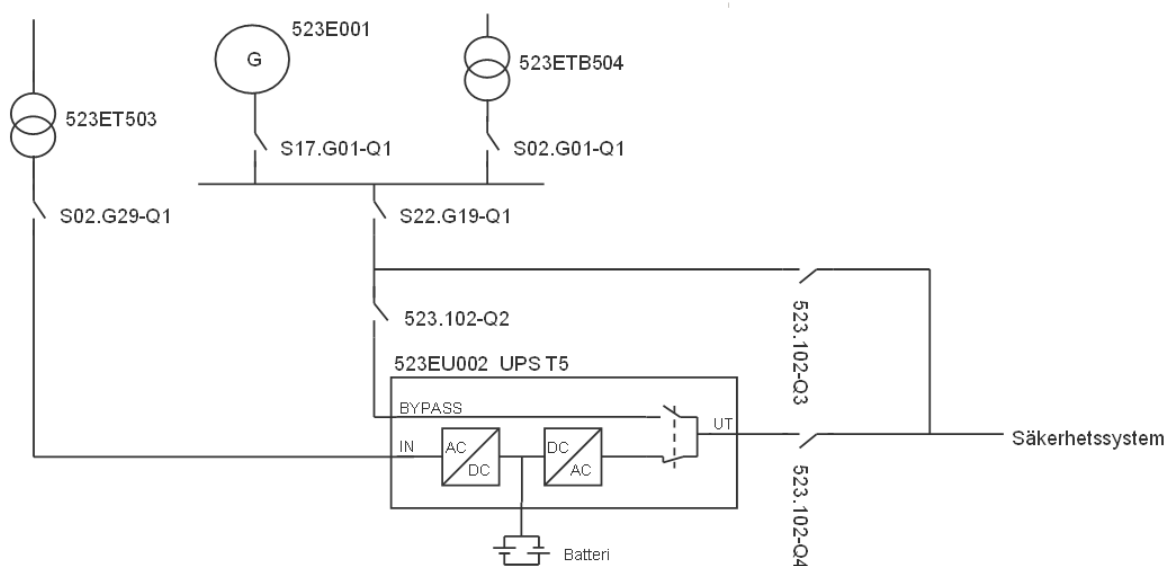 523E001
G
523ETB504
523ET503
S17.G01-Q1
S02.G01-Q1
S02.G29-Q1
S22.G19-Q1
523.102-Q2
523.102-Q3
523EU002 UPS T5
BYPASS
UT
IN
AC
DC
DC
AC
Säkerhetssystem
523.102-Q4
Batteri